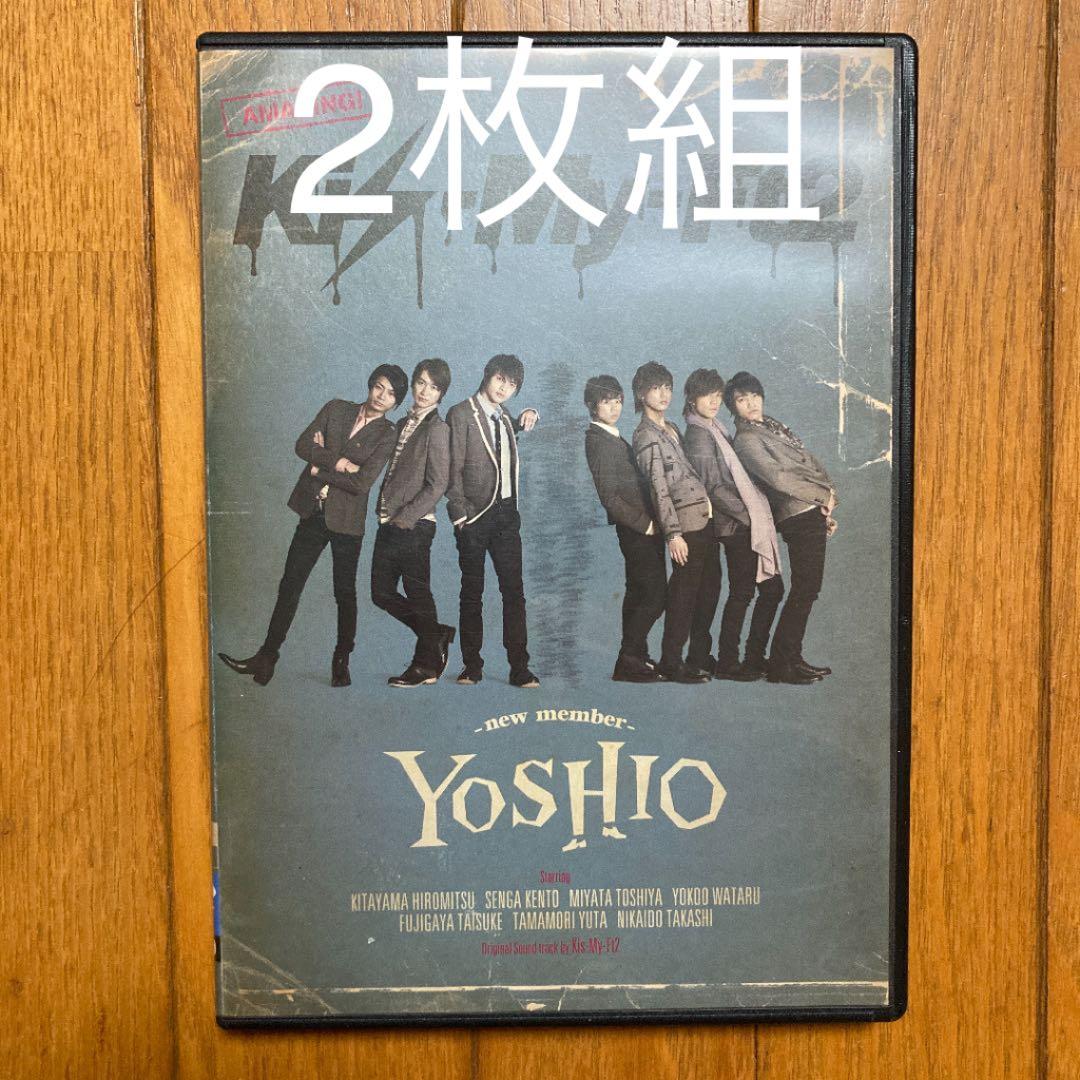 2枚組
AMAZING!
Kis-My-Ft2
-new member-
YOSHIO
Starring
KITAYAMA HIROMITSU SENGA KENTO MIYATA TOSHIYA YOKOO WATARU
FUJIGAYA TAISUKE TAMAMORI YUTA NIKAIDO TAKASHI
Original Sound track by Kis-My-Ft2